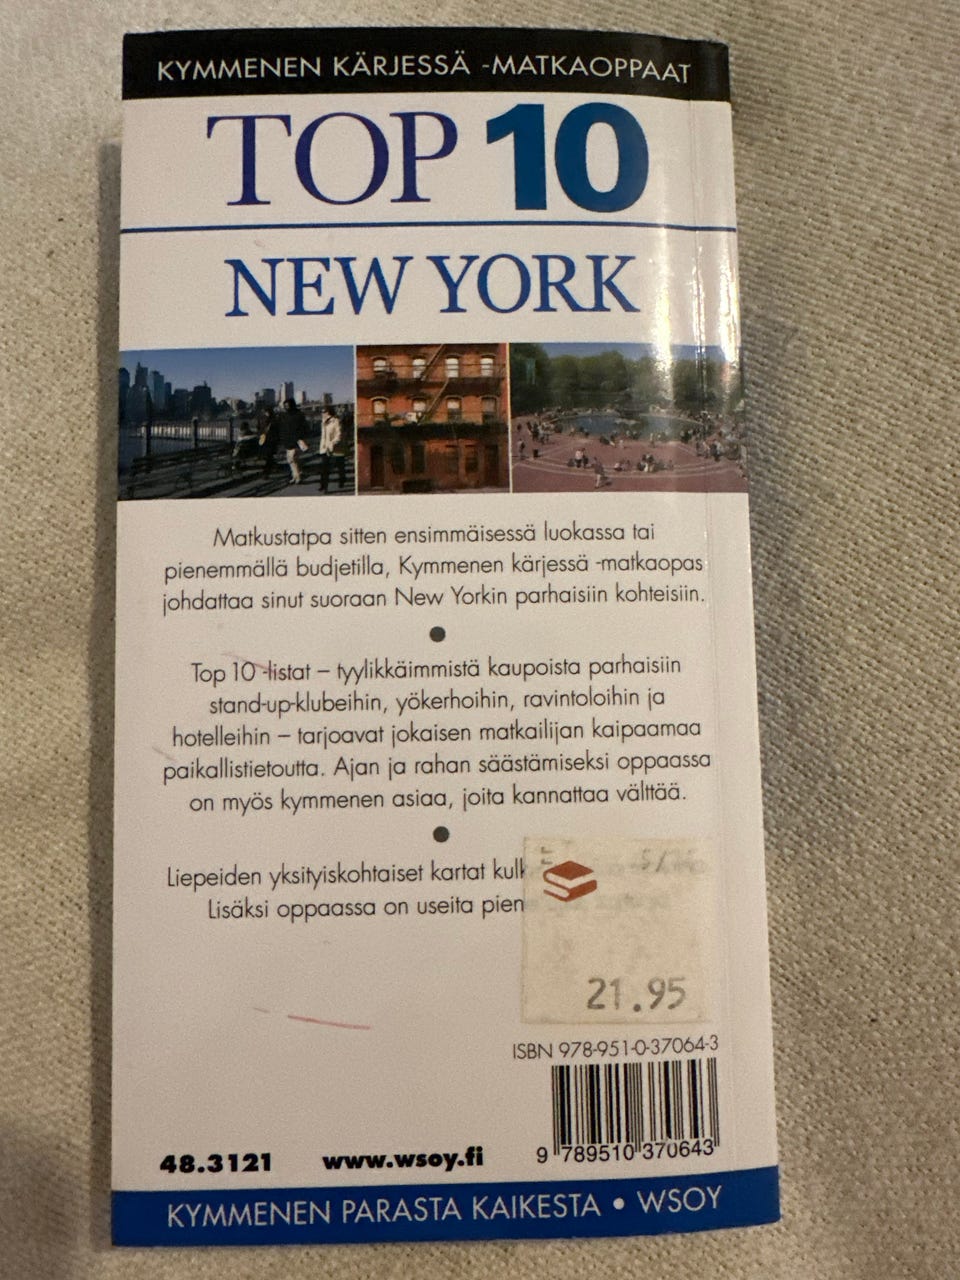 KYMMENEN KÄRJESSÄ -MATKAOPPAAT
TOP 10
NEW YORK
Matkustatpa sitten ensimmäisessä luokassa tai
pienemmällä budjetilla, Kymmenen kärjessä -matkaopas
johdattaa sinut suoraan New Yorkin parhaisiin kohteisiin.
Top 10 -listat – tyylikkäimmistä kaupoista parhaisiin
stand-up-klubeihin, yökerhoihin, ravintoloihin ja
hotelleihin – tarjoavat jokaisen matkailijan kaipaamaa
paikallistietoutta. Ajan ja rahan säästämiseksi oppaassa
on myös kymmenen asiaa, joita kannattaa välttää.
Liepeiden yksityiskohtaiset kartat
Lisäksi oppaassa on useita
21.95
ISBN 978-951-0-37064-3
9 789510 370643
48.3121 www.wsoy.fi
KYMMENEN PARASTA KAIKESTA • WSOY